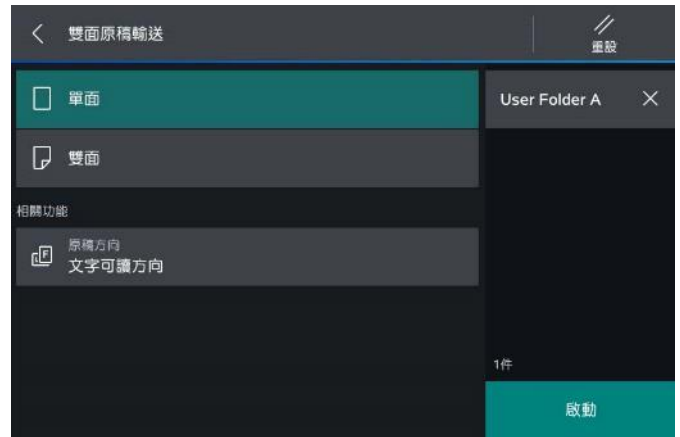 雙面原稿輸送
重設
單面
User Folder A
雙面
相關功能
原稿方向
文字可讀方向
1件
啟動